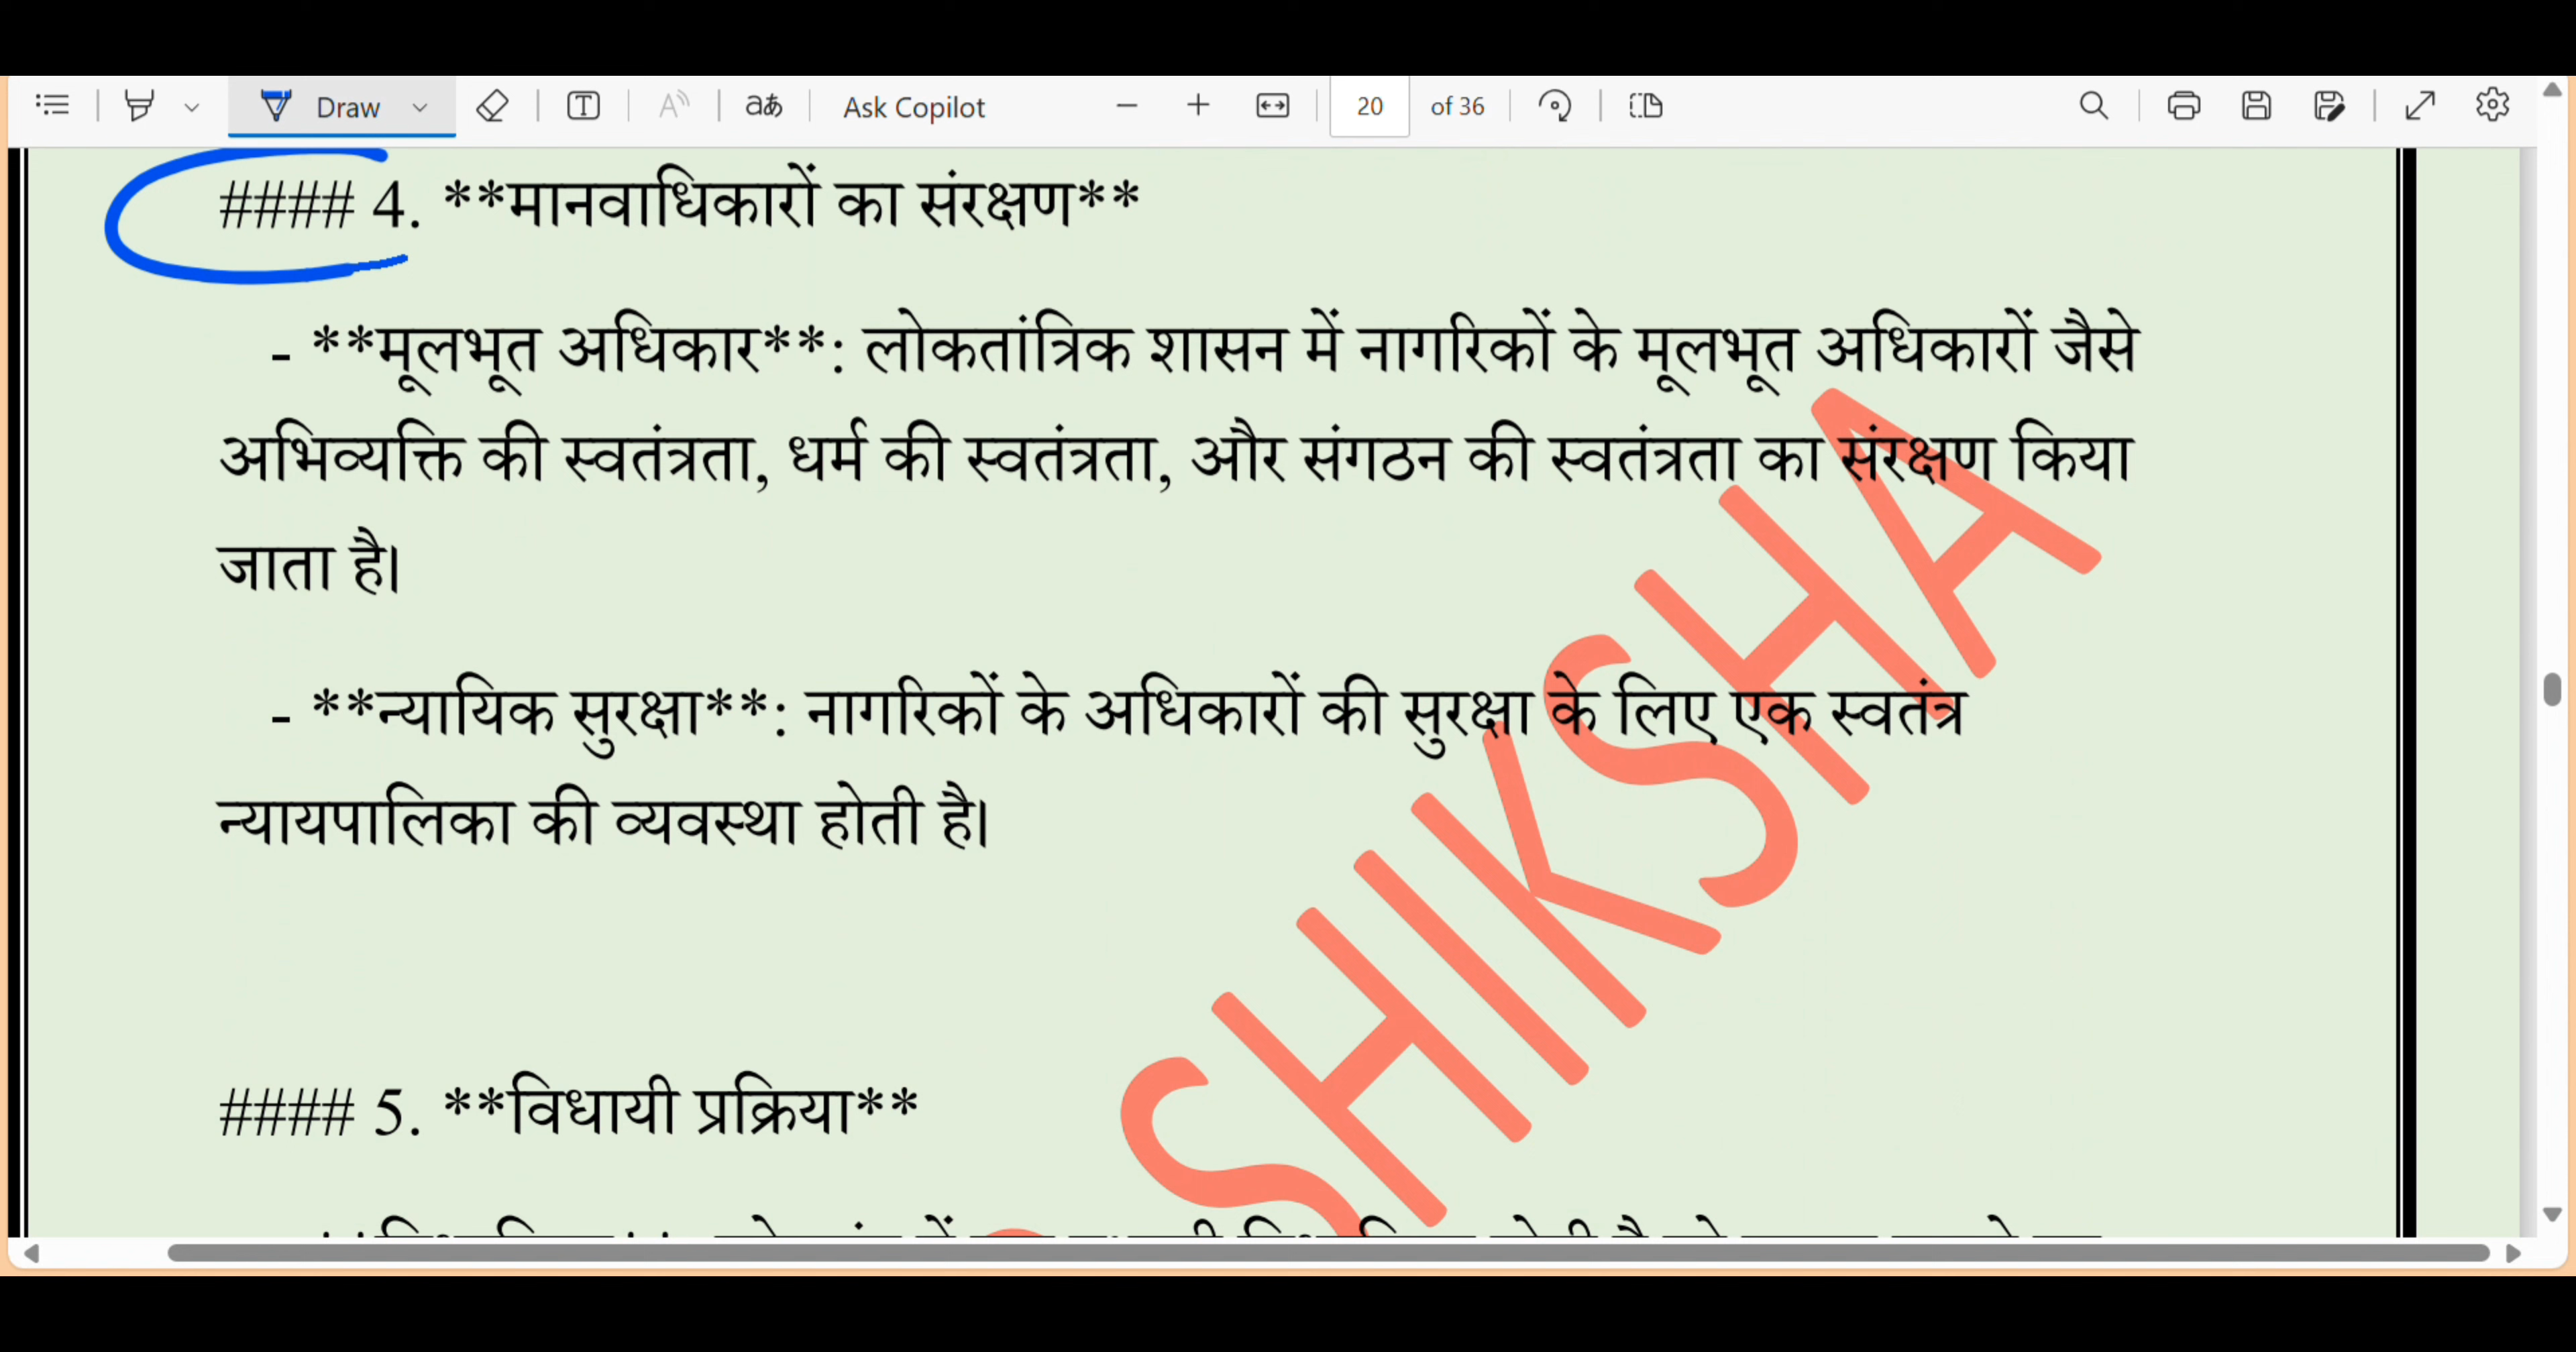 Draw
aあ
Ask Copilot
20 of 36
#### 4. **मानवाधिकारों का संरक्षण**
- **मूलभूत अधिकार**: लोकतांत्रिक शासन में नागरिकों के मूलभूत अधिकारों जैसे
अभिव्यक्ति की स्वतंत्रता, धर्म की स्वतंत्रता, और संगठन की स्वतंत्रता का संरक्षण किया
जाता है।
- **न्यायिक सुरक्षा**: नागरिकों के अधिकारों की सुरक्षा के लिए एक स्वतंत्र
न्यायपालिका की व्यवस्था होती है।
SHIKSHA
#### 5. **विधायी प्रक्रिया**